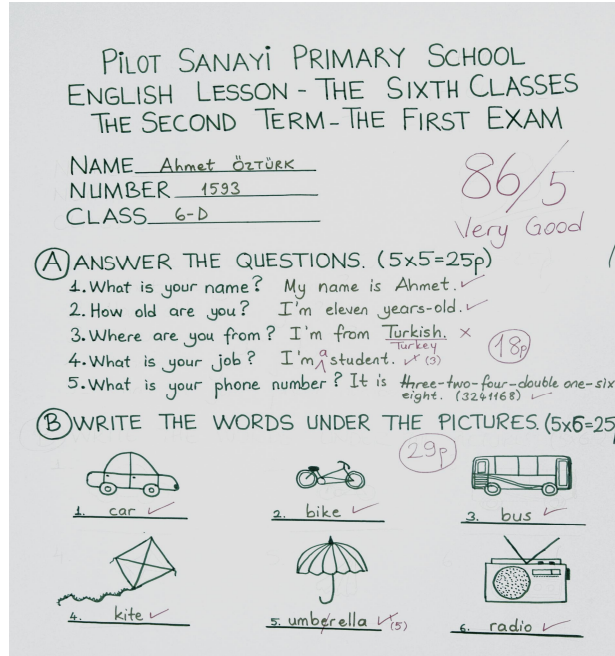 PİLOT SANAYİ PRIMARY SCHOOL
ENGLISH LESSON - THE SIXTH CLASSES
THE SECOND TERM - THE FIRST EXAM
NAME Ahmet ÖZTÜRK
NUMBER 1593
CLASS 6-D
86/5
Very Good
(A) ANSWER THE QUESTIONS. (5x5=25p)
1. What is your name? My name is Ahmet. ✓
2. How old are you? I'm eleven years-old. ✓
3. Where are you from? I'm from Turkish. ×
Turkey
18p
4. What is your job? I'm a student. ✓ (3)
5. What is your phone number? It is three-two-four-double one-six
eight. (3241168) ✓
(B) WRITE THE WORDS UNDER THE PICTURES. (5x6=25
29p
1. car ✓ 2. bike ✓ 3. bus ✓
4. kite ✓ 5. umberella ✓ (5) 6. radio ✓